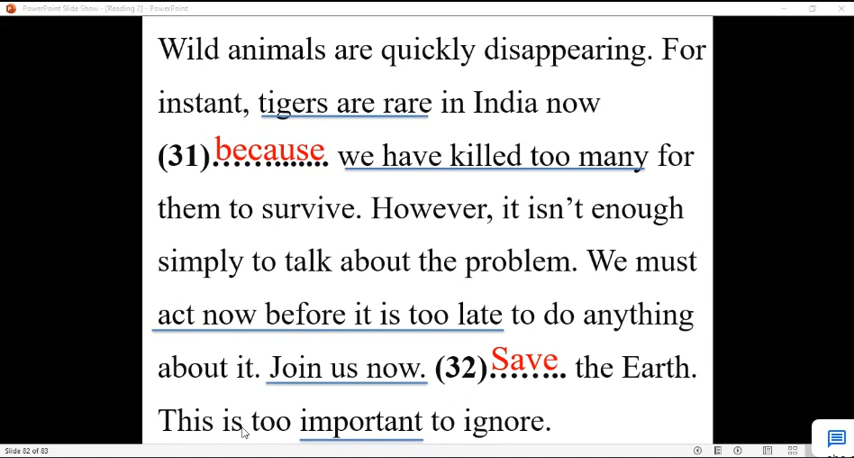 PowerPoint Slide Show - [Reading 2] - PowerPoint
Wild animals are quickly disappearing. For
instant, tigers are rare in India now
(31)because........ we have killed too many for
them to survive. However, it isn't enough
simply to talk about the problem. We must
act now before it is too late to do anything
about it. Join us now. (32)Save........ the Earth.
This is too important to ignore.
Slide 82 of 83